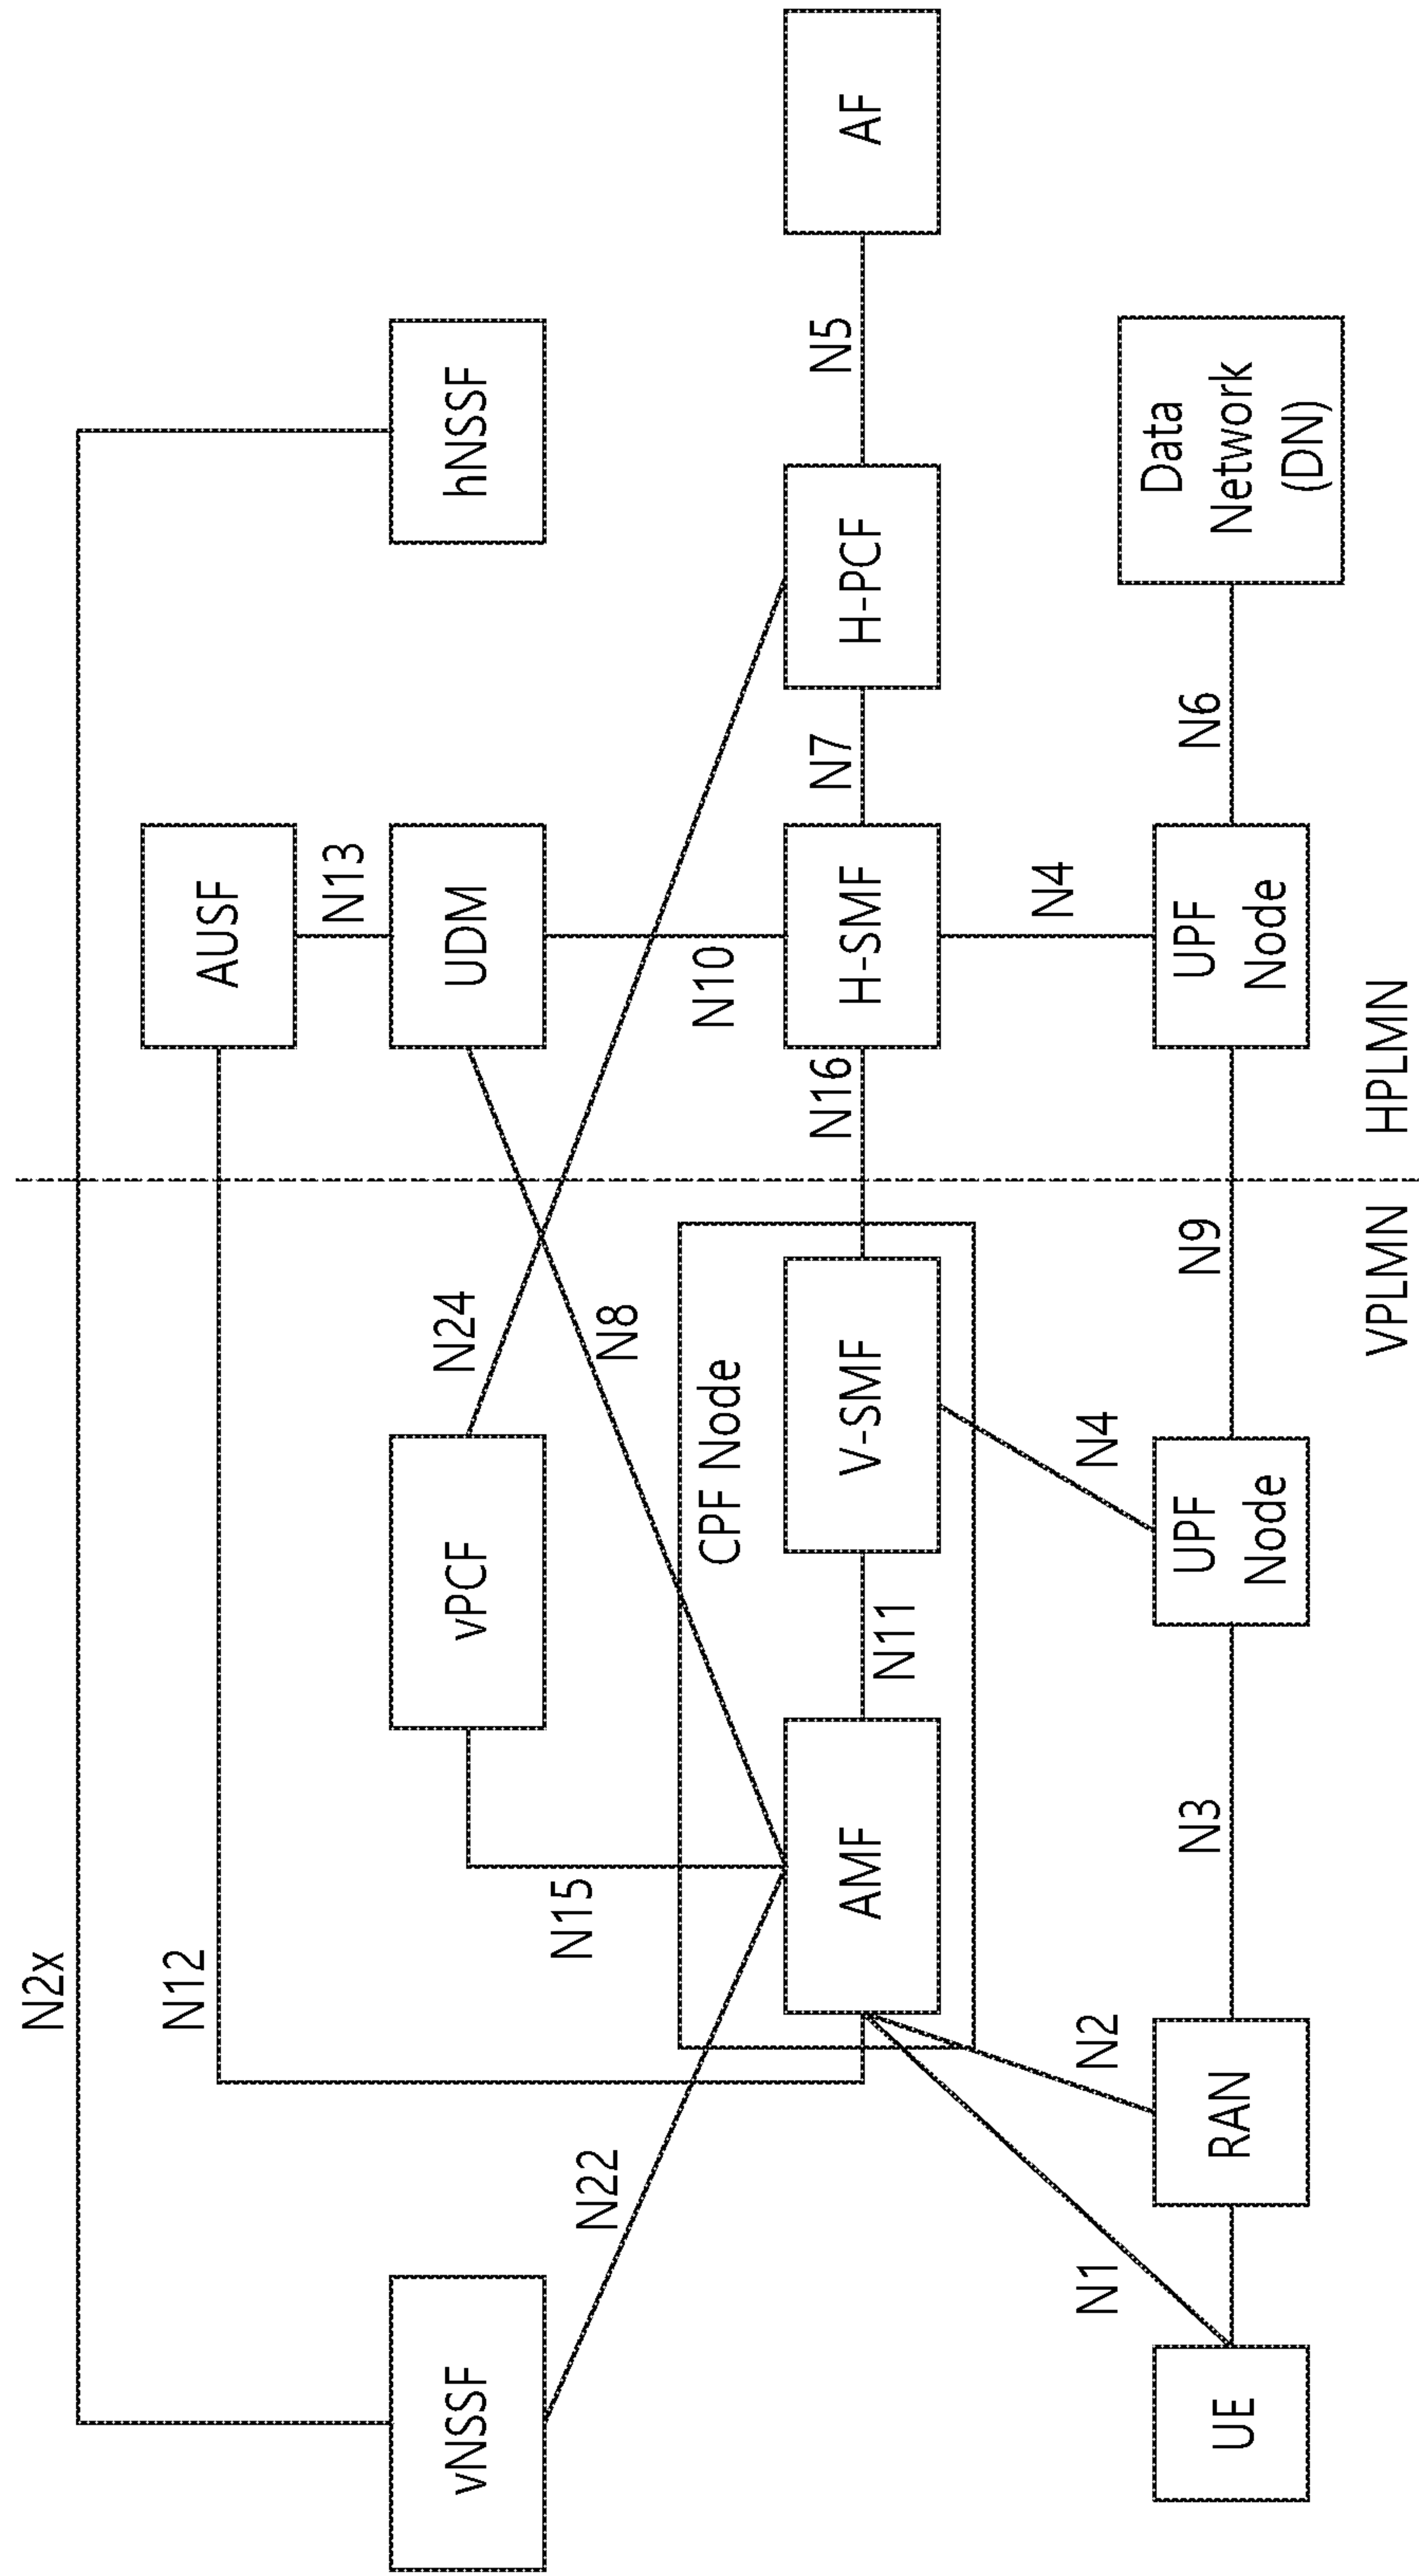 N2x
N12
AUSF
N13
vNSSF
vPCF
UDM
hNSSF
N24
N15
N22
N8
N10
CPF Node
AMF
N11
V-SMF
N16
H-SMF
N7
H-PCF
N5
AF
N1
N2
N4
N4
UE
RAN
N3
UPF
Node
N9
UPF
Node
N6
Data
Network
(DN)
VPLMN
HPLMN